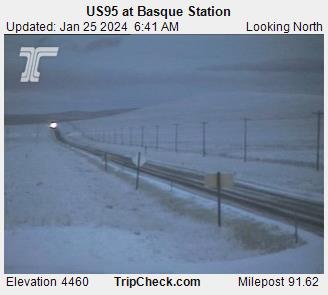 US95 at Basque Station
Updated: Jan 25 2024 6:41 AM Looking North
Elevation 4460 TripCheck.com Milepost 91.62